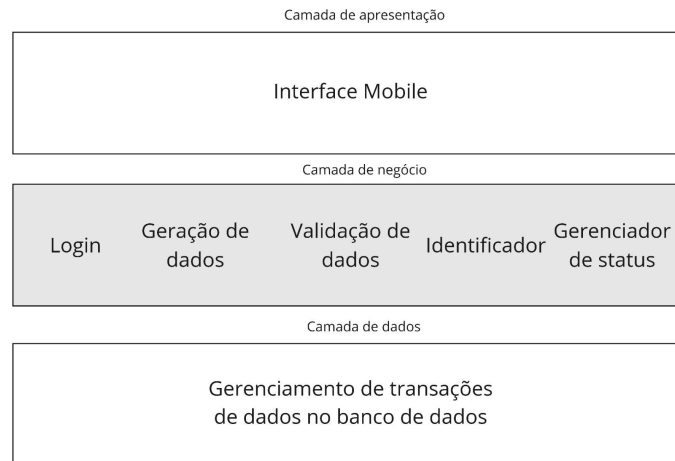 Camada de apresentação
Interface Mobile
Camada de negócio
Login
Geração de
dados
Validação de
dados
Identificador
Gerenciador
de status
Camada de dados
Gerenciamento de transações
de dados no banco de dados